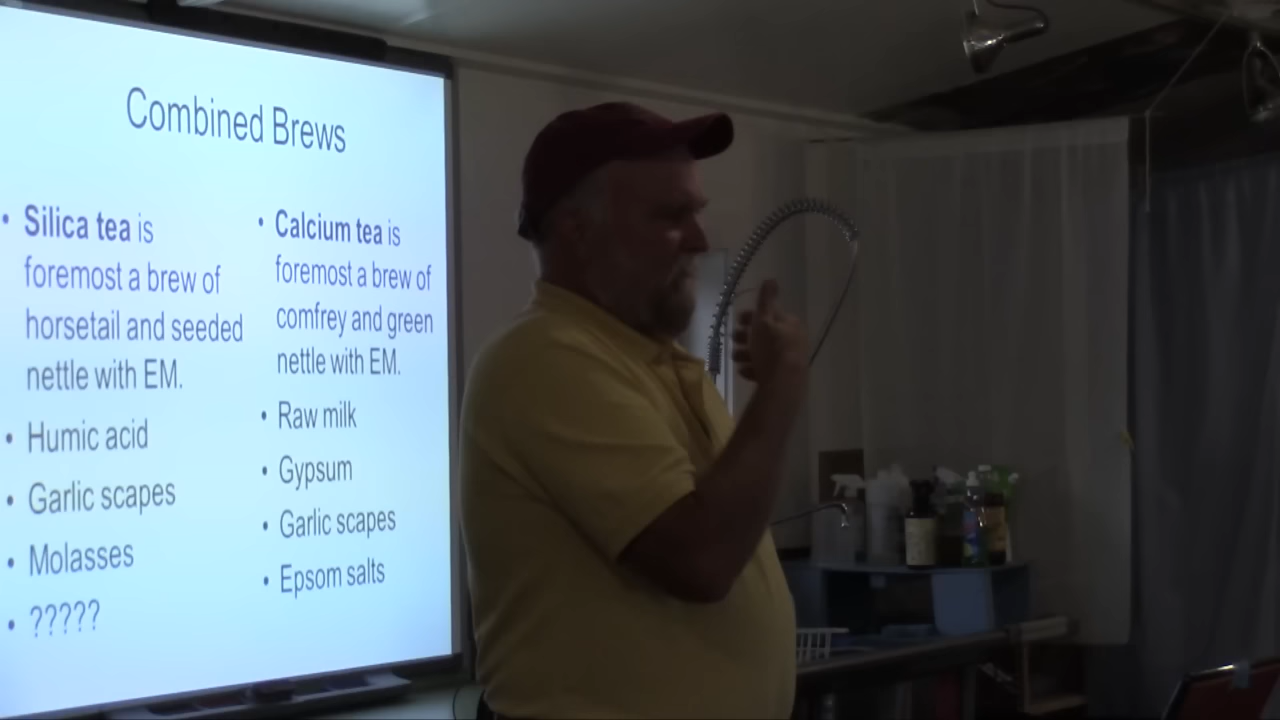 Combined Brews
• Silica tea is
foremost a brew of
horsetail and seeded
nettle with EM.
• Humic acid
• Garlic scapes
• Molasses
• ?????
• Calcium tea is
foremost a brew of
comfrey and green
nettle with EM.
• Raw milk
• Gypsum
• Garlic scapes
• Epsom salts